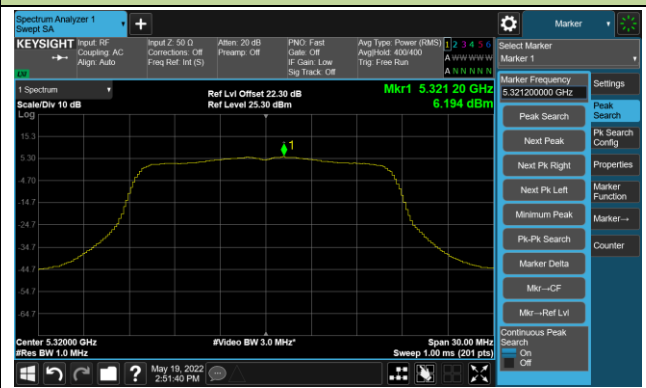 Spectrum Analyzer 1
Swept SA
+
Marker
KEYSIGHT
Input: RF
Coupling: AC
Align: Auto
Input Z: 50 Ω
Corrections: Off
Freq Ref: Int (S)
Atten: 20 dB
Preamp: Off
PNO: Fast
Gate: Off
IF Gain: Low
Sig Track: Off
Avg Type: Power (RMS)
Avg|Hold: 400/400
Trig: Free Run
1 2 3 4 5 6
A W W W W W
A N N N N N
LXI
Select Marker
Marker 1
1 Spectrum
Scale/Div 10 dB
Log
Ref Lvl Offset 22.30 dB
Ref Level 25.30 dBm
Mkr1 5.321 20 GHz
6.194 dBm
15.3
5.30
-4.70
-14.7
-24.7
-34.7
-44.7
-54.7
-64.7
1
Center 5.32000 GHz
#Res BW 1.0 MHz
#Video BW 3.0 MHz*
Span 30.00 MHz
Sweep 1.00 ms (201 pts)
Marker Frequency
5.321200000 GHz
Peak Search
Next Peak
Next Pk Right
Next Pk Left
Minimum Peak
Pk-Pk Search
Marker Delta
Mkr→CF
Mkr→Ref Lvl
Continuous Peak
Search
On
Off
Settings
Peak
Search
Pk Search
Config
Properties
Marker
Function
Marker→
Counter
?
May 19, 2022
2:51:40 PM